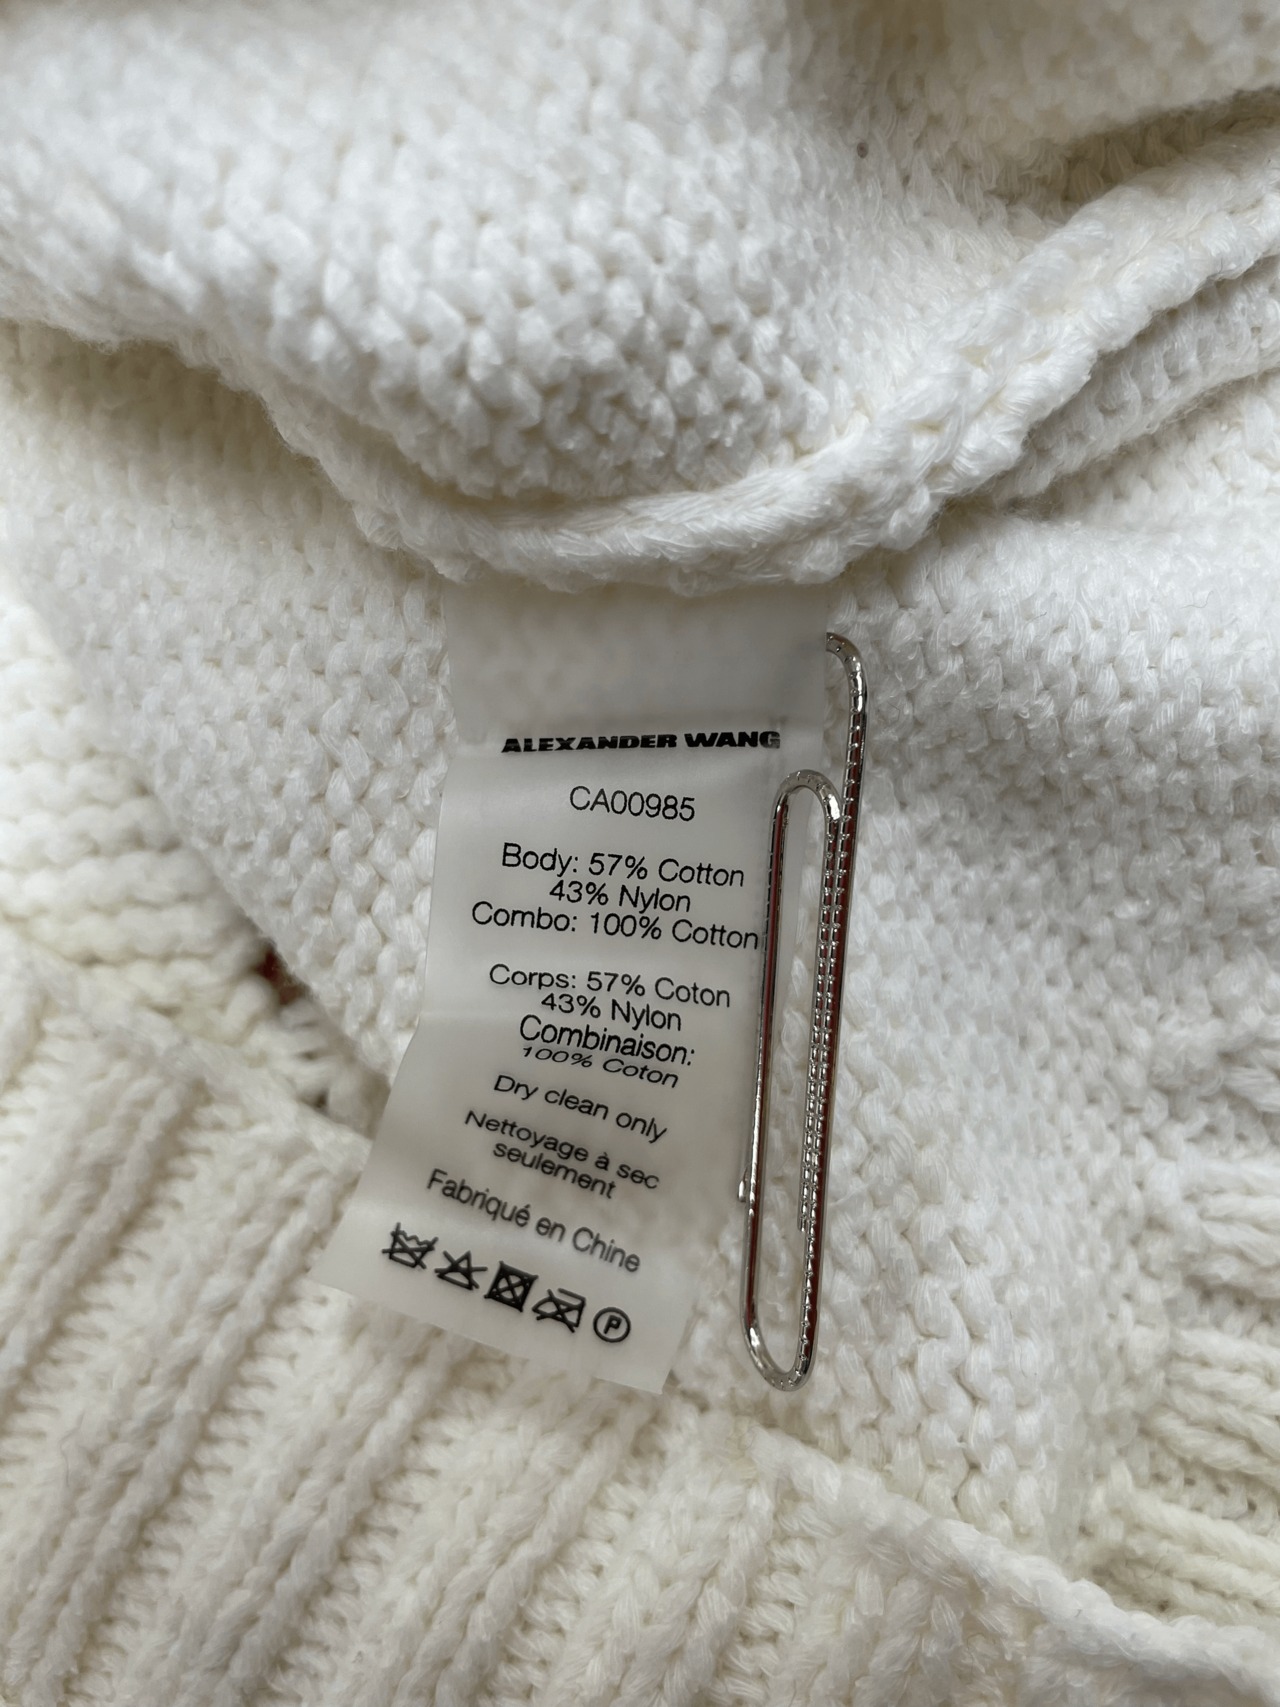 ALEXANDER WANG
CA00985
Body: 57% Cotton
43% Nylon
Combo: 100% Cotton
Corps: 57% Coton
43% Nylon
Combinaison:
100% Coton
Dry clean only
Nettoyage à sec
seulement
Fabriqué en Chine
P